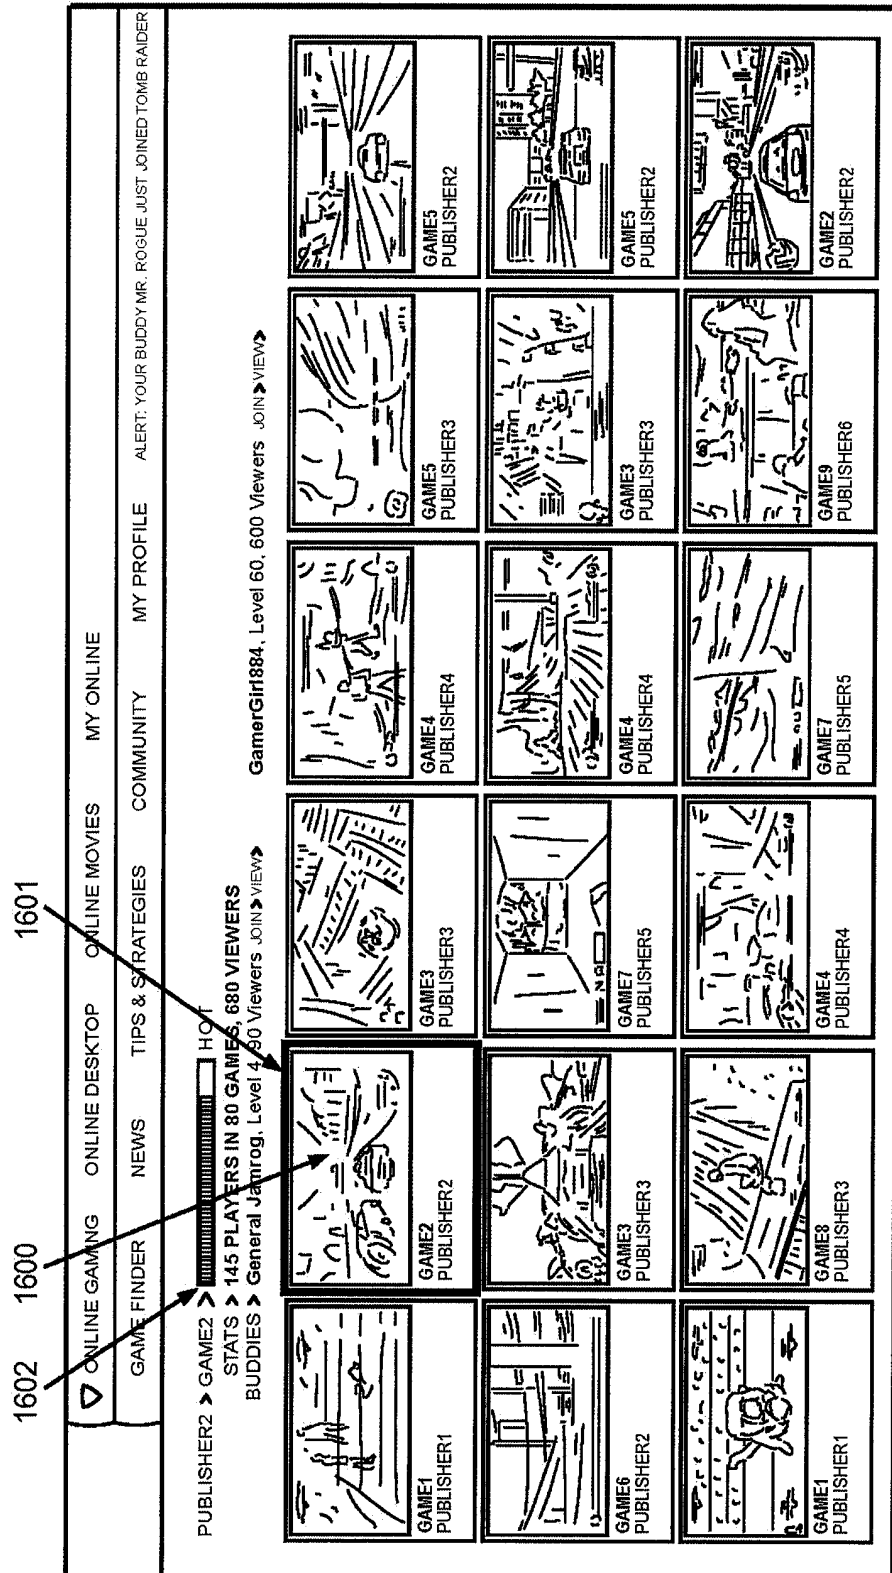 1602
1600
1601
ONLINE GAMING ONLINE DESKTOP ONLINE MOVIES MY ONLINE
GAME FINDER NEWS TIPS & STRATEGIES COMMUNITY MY PROFILE ALERT: YOUR BUDDY MR. ROGUE JUST JOINED TOMB RAIDER
PUBLISHER2 > GAME2 > HOT
STATS > 145 PLAYERS IN 80 GAMES, 680 VIEWERS
BUDDIES > General Jamrog, Level 4, 90 Viewers JOIN > VIEW> GamerGirl884, Level 60, 600 Viewers JOIN > VIEW>
GAME1 GAME2 GAME3 GAME4 GAME5 GAME5
PUBLISHER1 PUBLISHER2 PUBLISHER3 PUBLISHER4 PUBLISHER3 PUBLISHER2
GAME6 GAME3 GAME7 GAME4 GAME3 GAME5
PUBLISHER2 PUBLISHER3 PUBLISHER5 PUBLISHER4 PUBLISHER3 PUBLISHER2
GAME1 GAME8 GAME4 GAME7 GAME9 GAME2
PUBLISHER1 PUBLISHER3 PUBLISHER4 PUBLISHER5 PUBLISHER6 PUBLISHER2